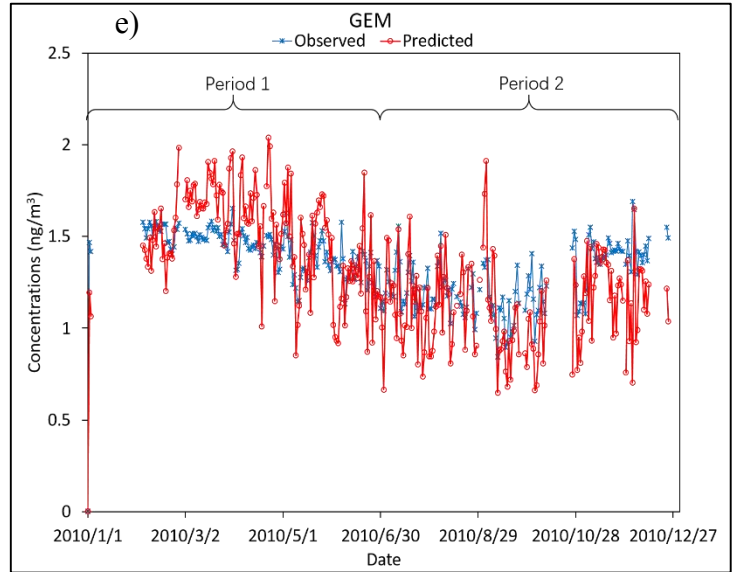 e)
GEM
Observed Predicted
Period 1 Period 2
2.5
2
1.5
1
0.5
0
Concentrations (ng/m³)
2010/1/1 2010/3/2 2010/5/1 2010/6/30 2010/8/29 2010/10/28 2010/12/27
Date